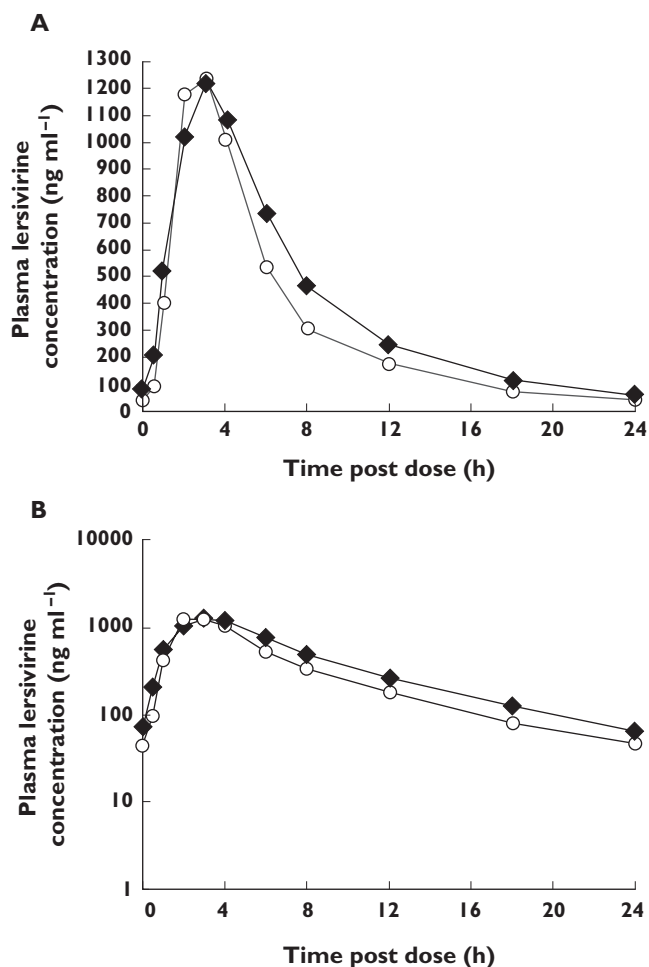 A
1300
1200
1100
1000
900
800
700
600
500
400
300
200
100
0
Plasma lersivirine
concentration (ng ml⁻¹)
0 4 8 12 16 20 24
Time post dose (h)
B
10000
1000
100
10
1
Plasma lersivirine
concentration (ng ml⁻¹)
0 4 8 12 16 20 24
Time post dose (h)